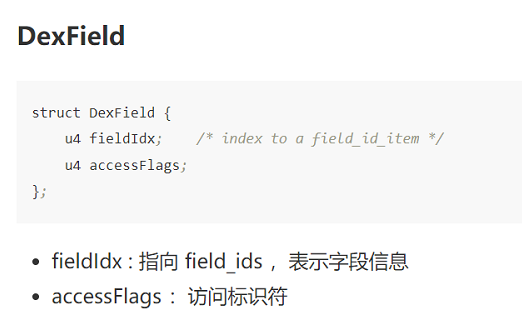 DexField
struct DexField {
    u4 fieldIdx;    /* index to a field_id_item */
    u4 accessFlags;
};
• fieldIdx : 指向 field_ids ，表示字段信息
• accessFlags ： 访问标识符